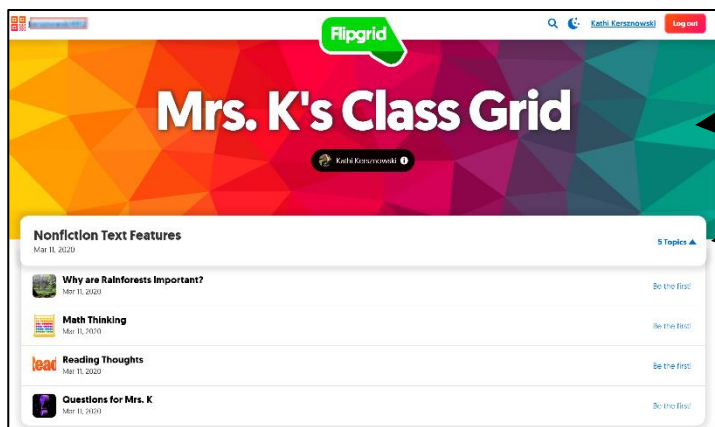 Flipgrid
Kathi Kersznowski
Log out
Mrs. K's Class Grid
Kathi Kersznowski
Nonfiction Text Features
Mar 11, 2020
5 Topics
Why are Rainforests Important?
Mar 11, 2020
Be the first!
Math Thinking
Mar 11, 2020
Be the first!
Read
Reading Thoughts
Mar 11, 2020
Be the first!
Questions for Mrs. K
Mar 11, 2020
Be the first!